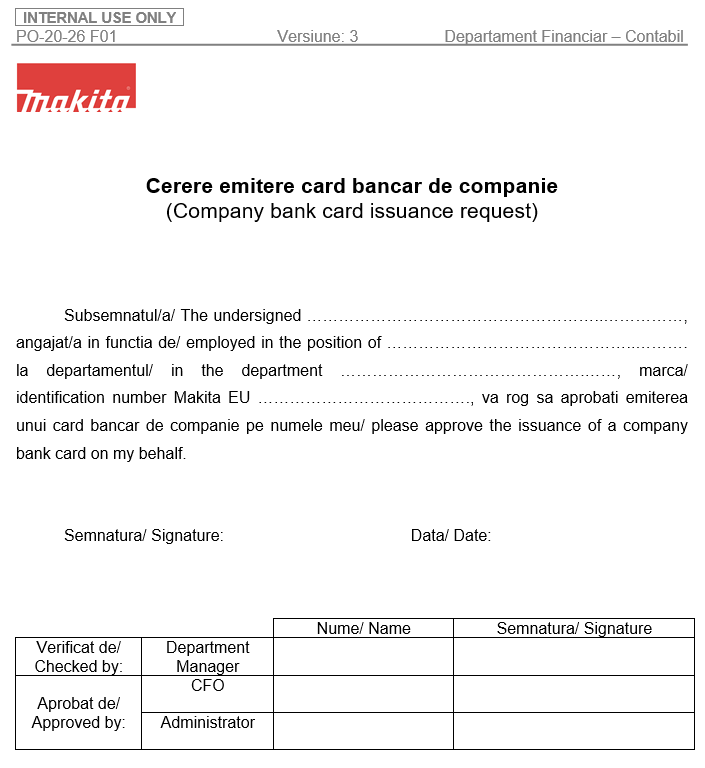 INTERNAL USE ONLY
PO-20-26 F01 Versiune: 3 Departament Financiar – Contabil
makita
Cerere emitere card bancar de companie
(Company bank card issuance request)
Subsemnatul/a/ The undersigned ……………………………………………………..……………,
angajat/a in functia de/ employed in the position of ………………………………………..……….
la departamentul/ in the department ……………………………………….……, marca/
identification number Makita EU …………………………………., va rog sa aprobati emiterea
unui card bancar de companie pe numele meu/ please approve the issuance of a company
bank card on my behalf.
Semnatura/ Signature: Data/ Date:
Nume/ Name Semnatura/ Signature
Verificat de/ Department
Checked by: Manager
CFO
Aprobat de/
Approved by: Administrator